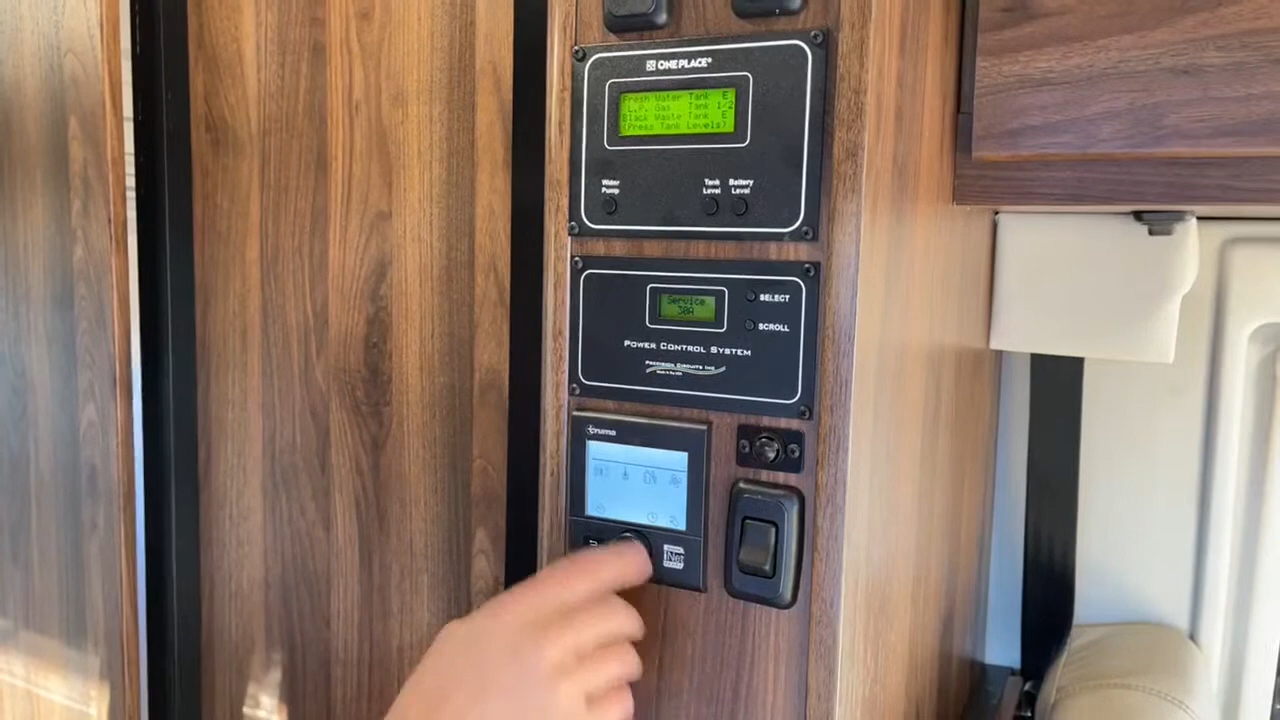 ONE PLACE®
Fresh Water Tank E
L.P. Gas Tank 1/2
Black Waste Tank E
(Press Tank Levels)
Water
Pump
Tank
Level
Battery
Level
Service
30A
SELECT
SCROLL
POWER CONTROL SYSTEM
PRECISION CIRCUITS INC
truma
iNet